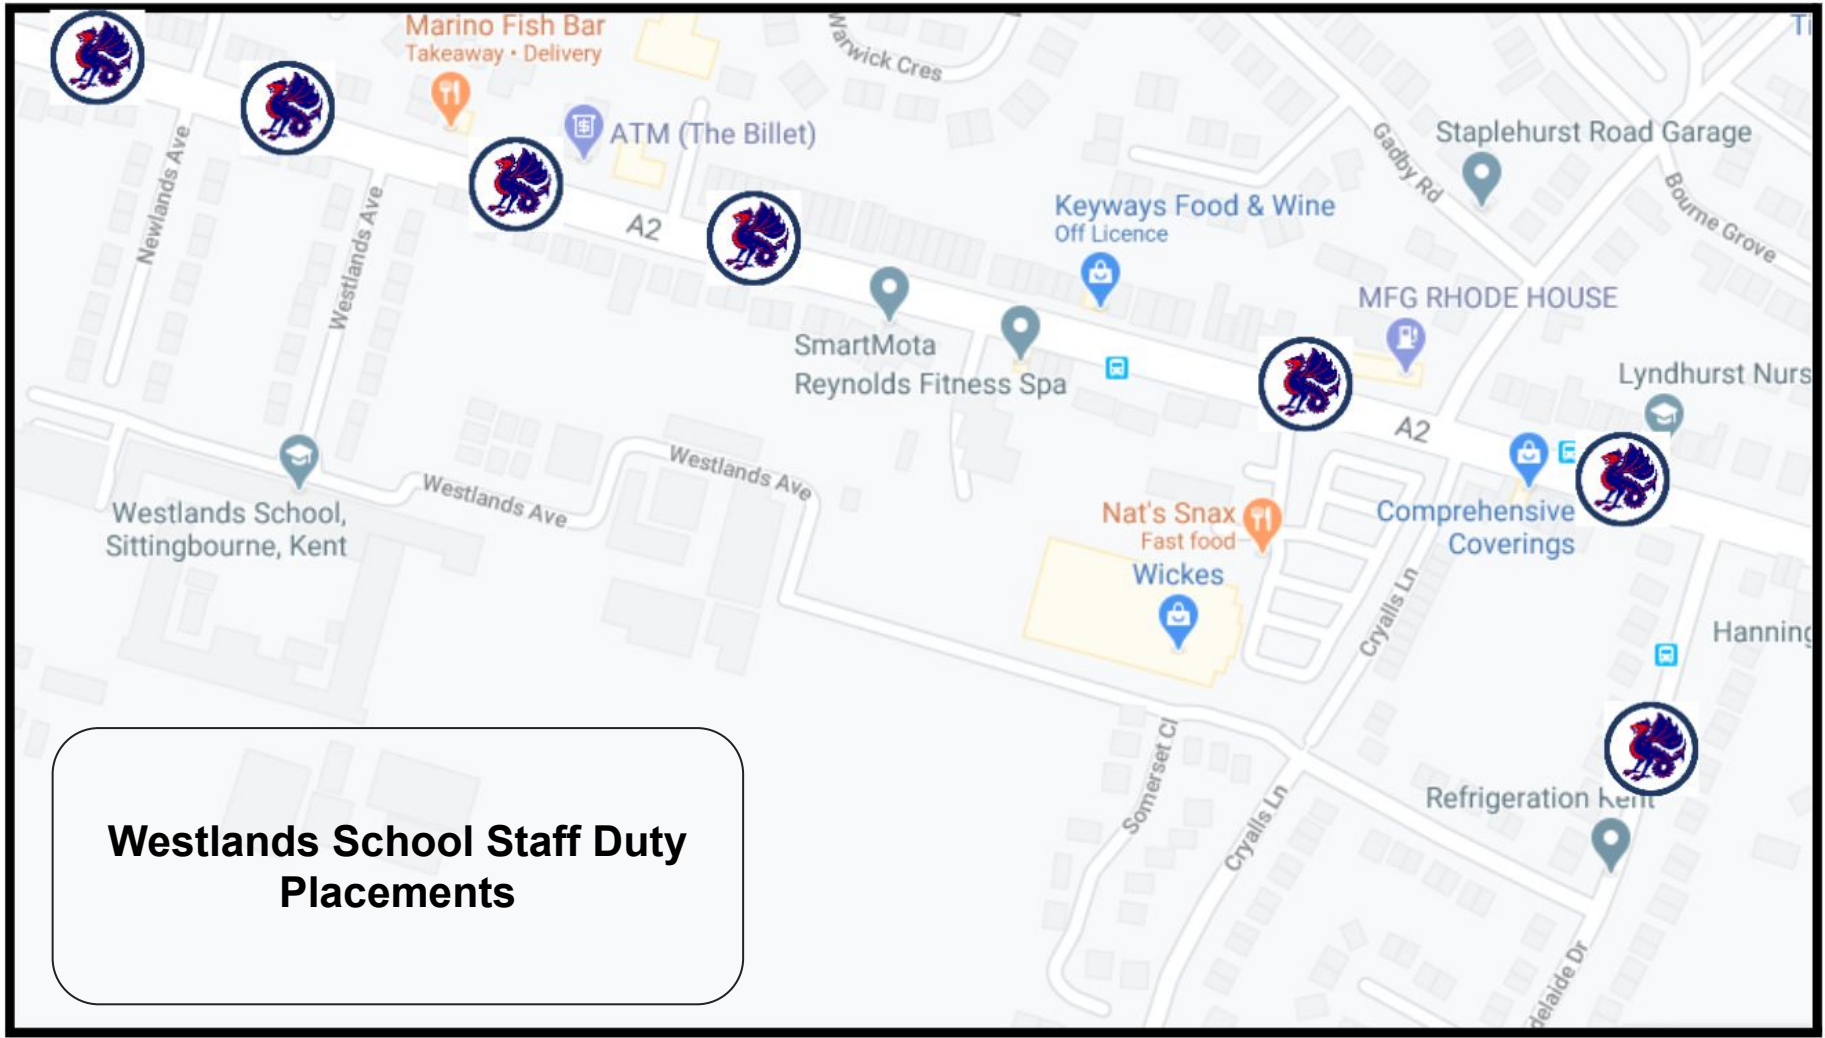 Marino Fish Bar
Takeaway • Delivery
Warwick Cres
ATM (The Billet)
Staplehurst Road Garage
Gadby Rd
Newlands Ave
Westlands Ave
A2
Keyways Food & Wine
Off Licence
Bourne Grove
MFG RHODE HOUSE
SmartMota
Reynolds Fitness Spa
Lyndhurst Nurs
A2
Westlands Ave
Westlands Ave
Westlands School,
Sittingbourne, Kent
Nat's Snax
Fast food
Wickes
Comprehensive
Coverings
Cryalls Ln
Hanning
Somerset Cl
Cryalls Ln
Refrigeration Kent
delaide Dr
Westlands School Staff Duty
Placements